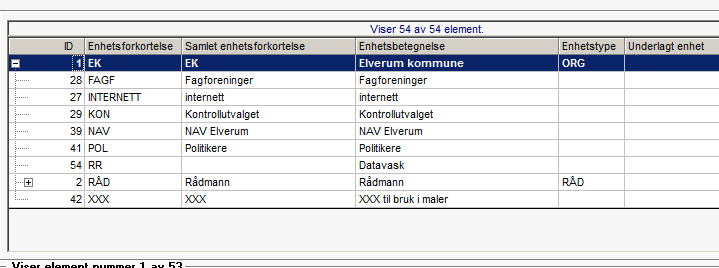 Viser 54 av 54 element.
ID Enhetsforkortelse Samlet enhetsforkortelse Enhetsbetegnelse Enhetstype Underlagt enhet
1 EK EK Elverum kommune ORG
28 FAGF Fagforeninger Fagforeninger
27 INTERNETT internett internett
29 KON Kontrollutvalget Kontrollutvalget
39 NAV NAV Elverum NAV Elverum
41 POL Politikere Politikere
54 RR Datavask
2 RÅD Rådmann Rådmann RÅD
42 XXX XXX XXX til bruk i maler
Viser element nummer 1 av 53